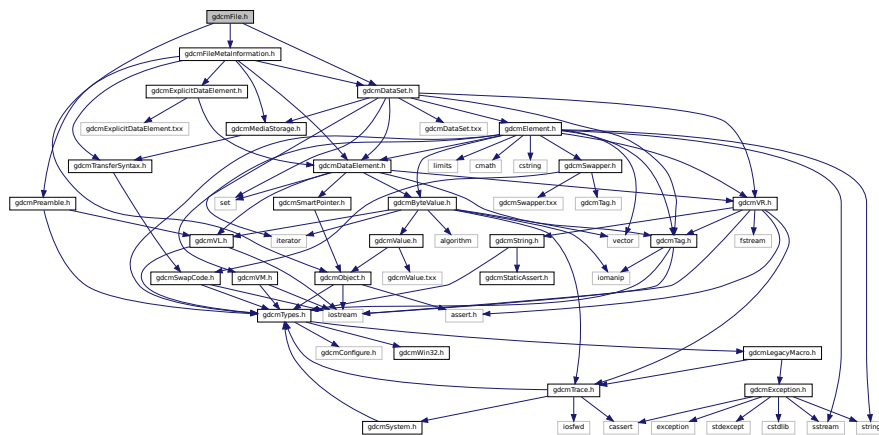 gdcmFile.h
gdcmFileMetaInformation.h
gdcmExplicitDataElement.h
gdcmDataSet.h
gdcmExplicitDataElement.txx
gdcmMediaStorage.h
gdcmDataSet.txx
gdcmElement.h
gdcmTransferSyntax.h
gdcmDataElement.h
limits
cmath
cstring
gdcmSwapper.h
gdcmPreamble.h
set
gdcmSmartPointer.h
gdcmByteValue.h
gdcmSwapper.txx
gdcmTag.h
gdcmVR.h
gdcmVL.h
iterator
gdcmValue.h
algorithm
gdcmString.h
vector
gdcmTag.h
fstream
gdcmSwapCode.h
gdcmVM.h
gdcmObject.h
gdcmValue.txx
gdcmStaticAssert.h
iomanip
gdcmTypes.h
iostream
assert.h
gdcmConfigure.h
gdcmWin32.h
gdcmLegacyMacro.h
gdcmTrace.h
gdcmException.h
gdcmSystem.h
iosfwd
cassert
exception
stdexcept
cstdlib
sstream
string